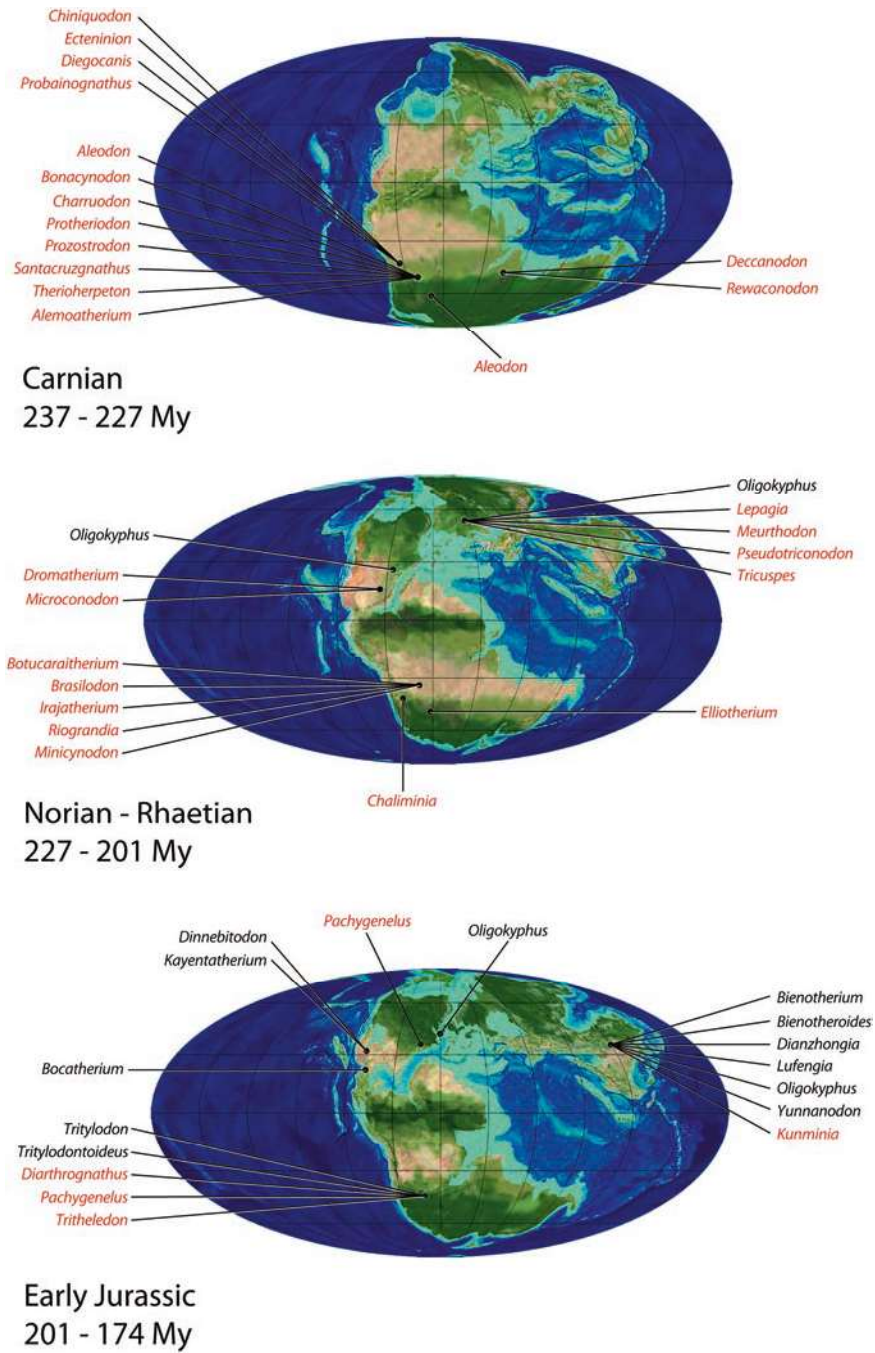 Chiniquodon
Ecteninion
Diegocanis
Probainognathus
Aleodon
Bonacynodon
Charruodon
Protheriodon
Prozostrodon
Santacruzgnathus
Therioherpeton
Alemoatherium
Deccanodon
Rewaconodon
Aleodon
Carnian
237 - 227 My
Oligokyphus
Dromatherium
Microconodon
Botucaraitherium
Brasilodon
Irajatherium
Riograndia
Minicynodon
Oligokyphus
Lepagia
Meurthodon
Pseudotriconodon
Tricuspes
Elliotherium
Chaliminia
Norian - Rhaetian
227 - 201 My
Pachygenelus
Oligokyphus
Dinnebitodon
Kayentatherium
Bocatherium
Tritylodon
Tritylodontoideus
Diarthrognathus
Pachygenelus
Tritheledon
Bienotherium
Bienotheroides
Dianzhongia
Lufengia
Oligokyphus
Yunnanodon
Kunminia
Early Jurassic
201 - 174 My